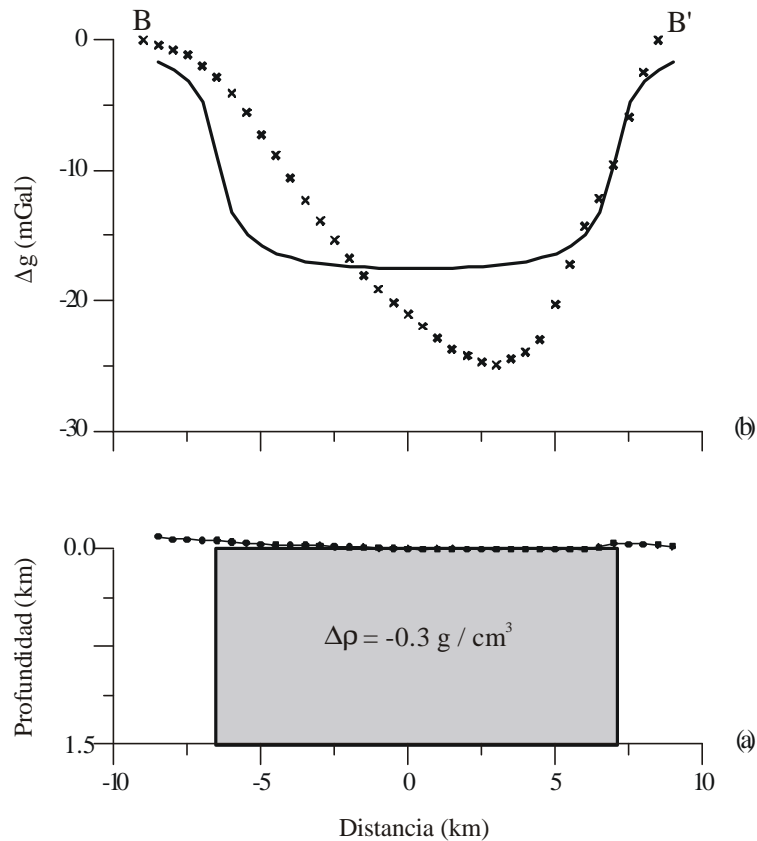 B
B'
0
-10
-20
-30
Δg (mGal)
(b)
0.0
1.5
Profundidad (km)
Δρ = -0.3 g / cm³
(a)
-10
-5
0
5
10
Distancia (km)